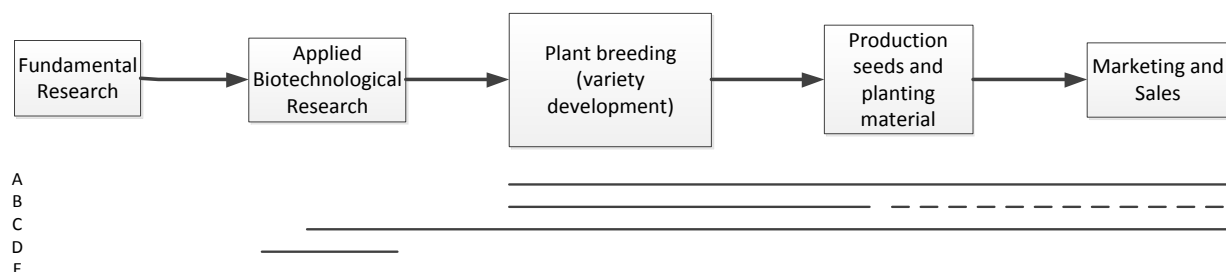 Fundamental
Research
Applied
Biotechnological
Research
Plant breeding
(variety
development)
Production
seeds and
planting
material
Marketing and
Sales
A
B
C
D